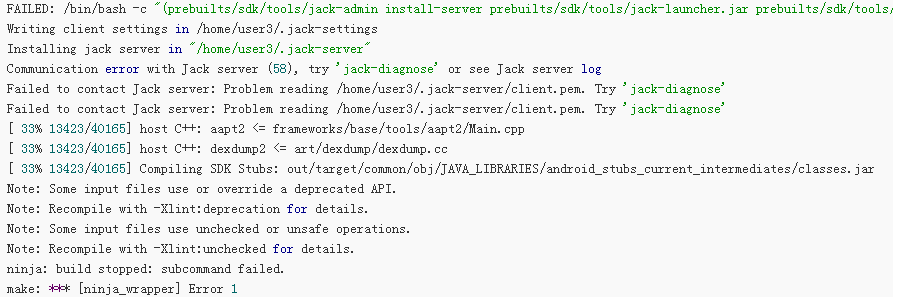 FAILED: /bin/bash -c "(prebuilts/sdk/tools/jack-admin install-server prebuilts/sdk/tools/jack-launcher.jar prebuilts/sdk/tools/
Writing client settings in /home/user3/.jack-settings
Installing jack server in "/home/user3/.jack-server"
Communication error with Jack server (58), try 'jack-diagnose' or see Jack server log
Failed to contact Jack server: Problem reading /home/user3/.jack-server/client.pem. Try 'jack-diagnose'
Failed to contact Jack server: Problem reading /home/user3/.jack-server/client.pem. Try 'jack-diagnose'
[ 33% 13423/40165] host C++: aapt2 <= frameworks/base/tools/aapt2/Main.cpp
[ 33% 13423/40165] host C++: dexdump2 <= art/dexdump/dexdump.cc
[ 33% 13423/40165] Compiling SDK Stubs: out/target/common/obj/JAVA_LIBRARIES/android_stubs_current_intermediates/classes.jar
Note: Some input files use or override a deprecated API.
Note: Recompile with -Xlint:deprecation for details.
Note: Some input files use unchecked or unsafe operations.
Note: Recompile with -Xlint:unchecked for details.
ninja: build stopped: subcommand failed.
make: *** [ninja_wrapper] Error 1